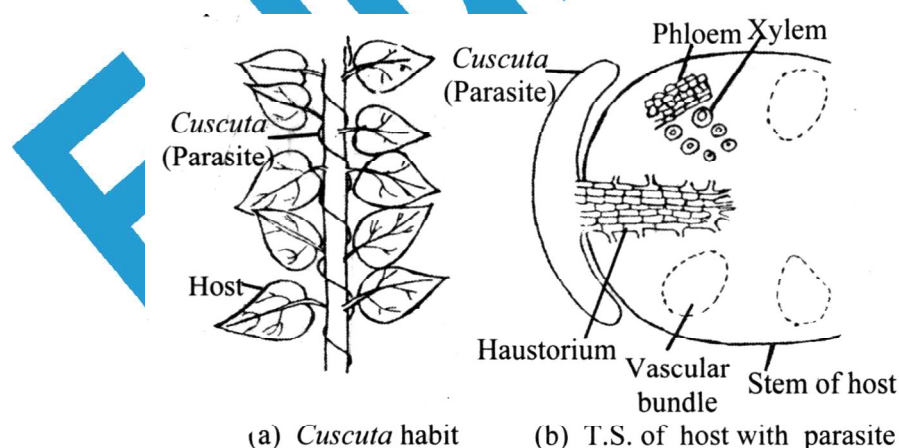 Phloem Xylem
Cuscuta
(Parasite)
Cuscuta
(Parasite)
Host
Haustorium
Vascular
bundle
Stem of host
(a) Cuscuta habit
(b) T.S. of host with parasite